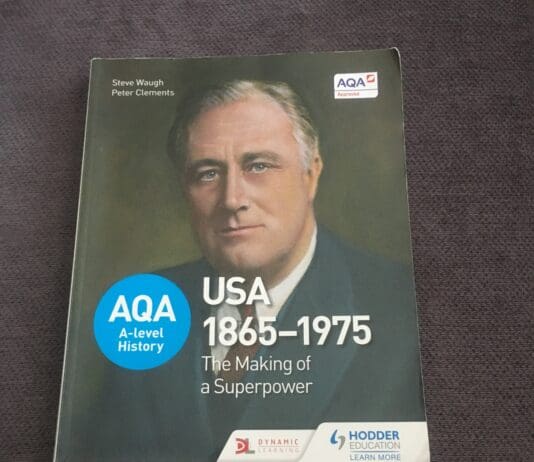 Steve Waugh
Peter Clements
AQA
Approved
AQA
A-level
History
USA
1865–1975
The Making of
a Superpower
DL DYNAMIC
LEARNING
HODDER
EDUCATION
LEARN MORE